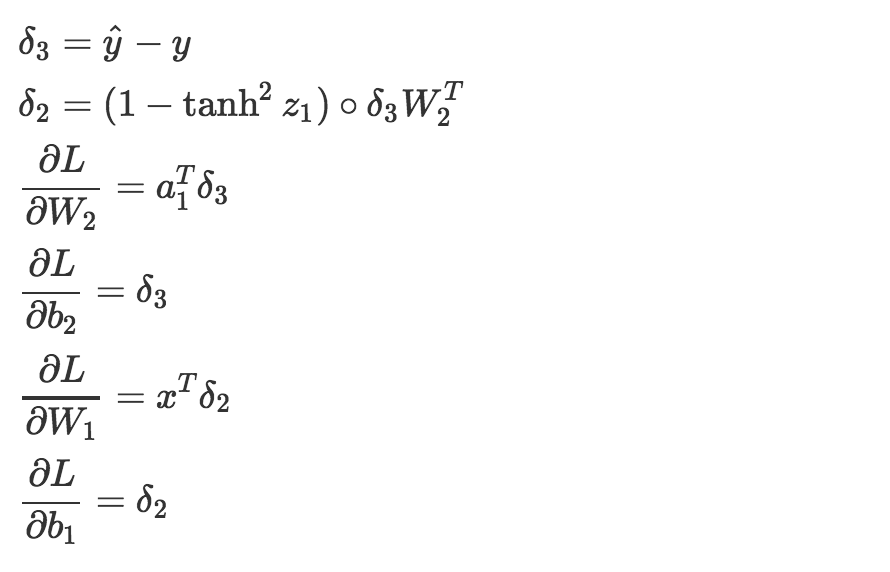 δ₃ = ŷ − y
δ₂ = (1 − tanh² z₁) ∘ δ₃W₂ᵀ
∂L/∂W₂ = a₁ᵀδ₃
∂L/∂b₂ = δ₃
∂L/∂W₁ = xᵀδ₂
∂L/∂b₁ = δ₂